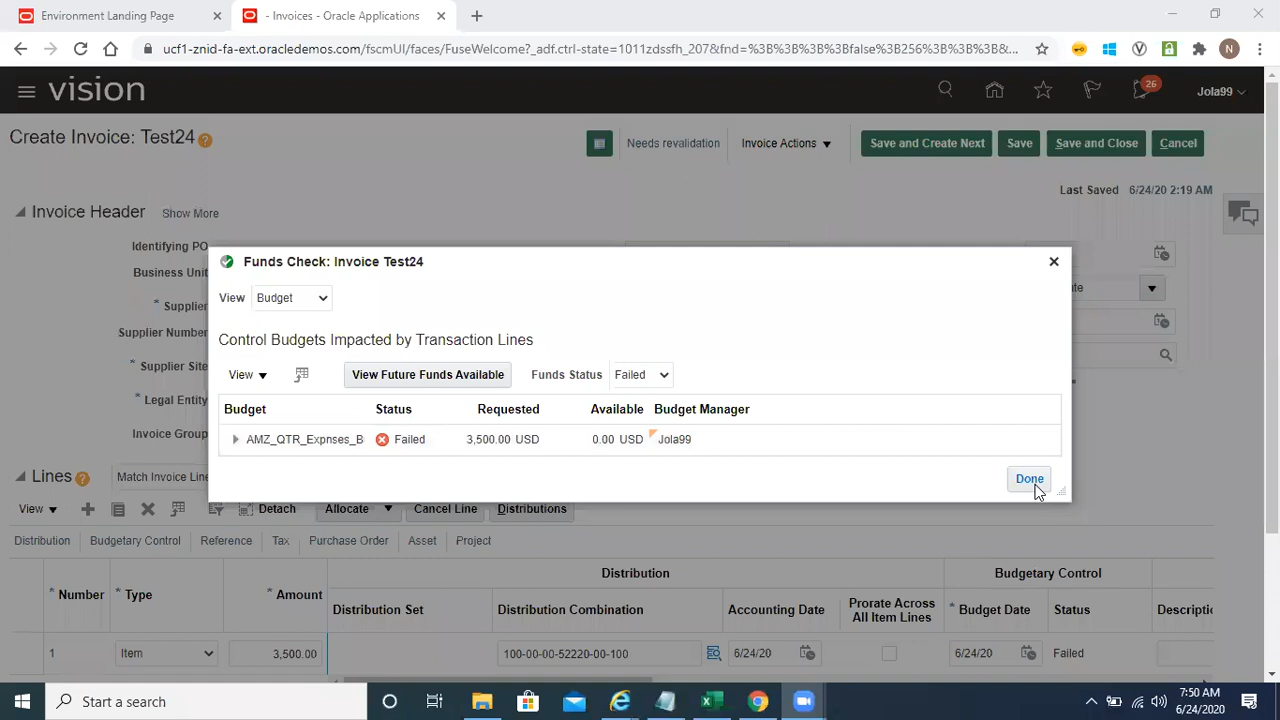 Environment Landing Page
- Invoices - Oracle Applications
ucf1-znid-fa-ext.oracledemos.com/fscmUI/faces/FuseWelcome?_adf.ctrl-state=1011zdssfh_207&fnd=%3B%3B%3B%3Bfalse%3B256%3B%3B%3B&...
N
vision
26
Jola99
Create Invoice: Test24
Needs revalidation
Invoice Actions
Save and Create Next
Save
Save and Close
Cancel
Last Saved 6/24/20 2:19 AM
Invoice Header
Show More
Identifying PO
Business Unit
* Supplier
Supplier Number
* Supplier Site
* Legal Entity
Invoice Group
Funds Check: Invoice Test24
View Budget
Control Budgets Impacted by Transaction Lines
View
View Future Funds Available
Funds Status Failed
Budget Status Requested Available Budget Manager
AMZ_QTR_Expnses_B Failed 3,500.00 USD 0.00 USD Jola99
Done
Lines
Match Invoice Line
View
Detach
Allocate
Cancel Line
Distributions
Distribution Budgetary Control Reference Tax Purchase Order Asset Project
Distribution
Budgetary Control
* Number
* Type
* Amount
Distribution Set
Distribution Combination
Accounting Date
Prorate Across All Item Lines
* Budget Date
Status
1 Item 3,500.00 100-00-00-52220-00-100 6/24/20 6/24/20 Failed
Start a search
7:50 AM
6/24/2020